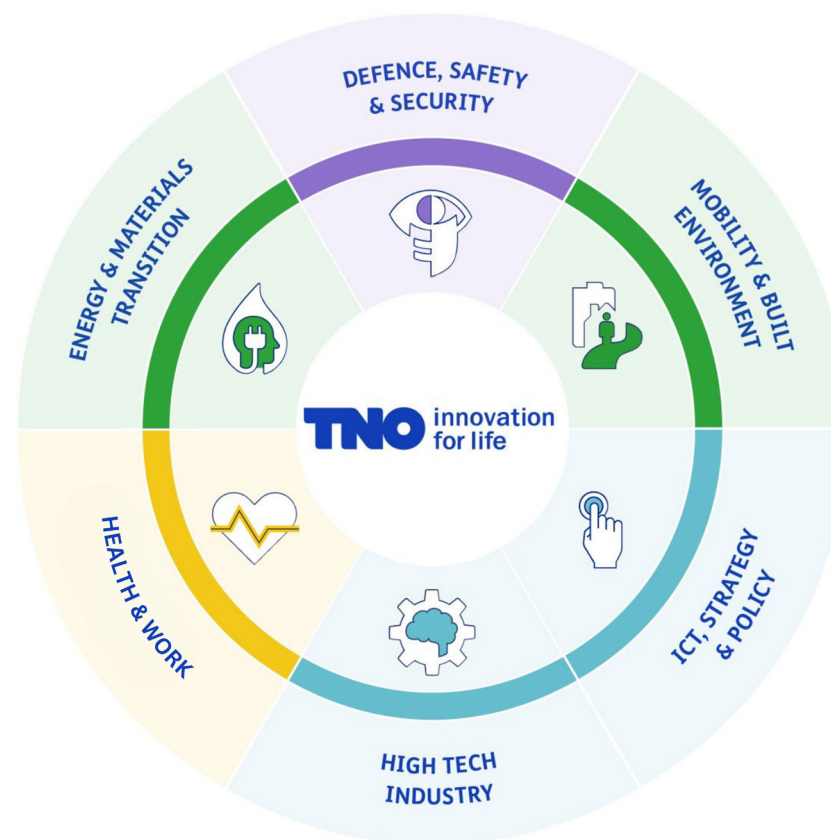 DEFENCE, SAFETY
& SECURITY
MOBILITY & BUILT
ENVIRONMENT
ICT, STRATEGY
& POLICY
HIGH TECH
INDUSTRY
HEALTH & WORK
ENERGY & MATERIALS
TRANSITION
TNO innovation
for life